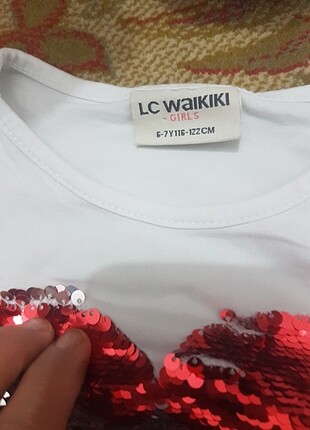 LC WAIKIKI
- GIRLS
6-7Y 116-122CM